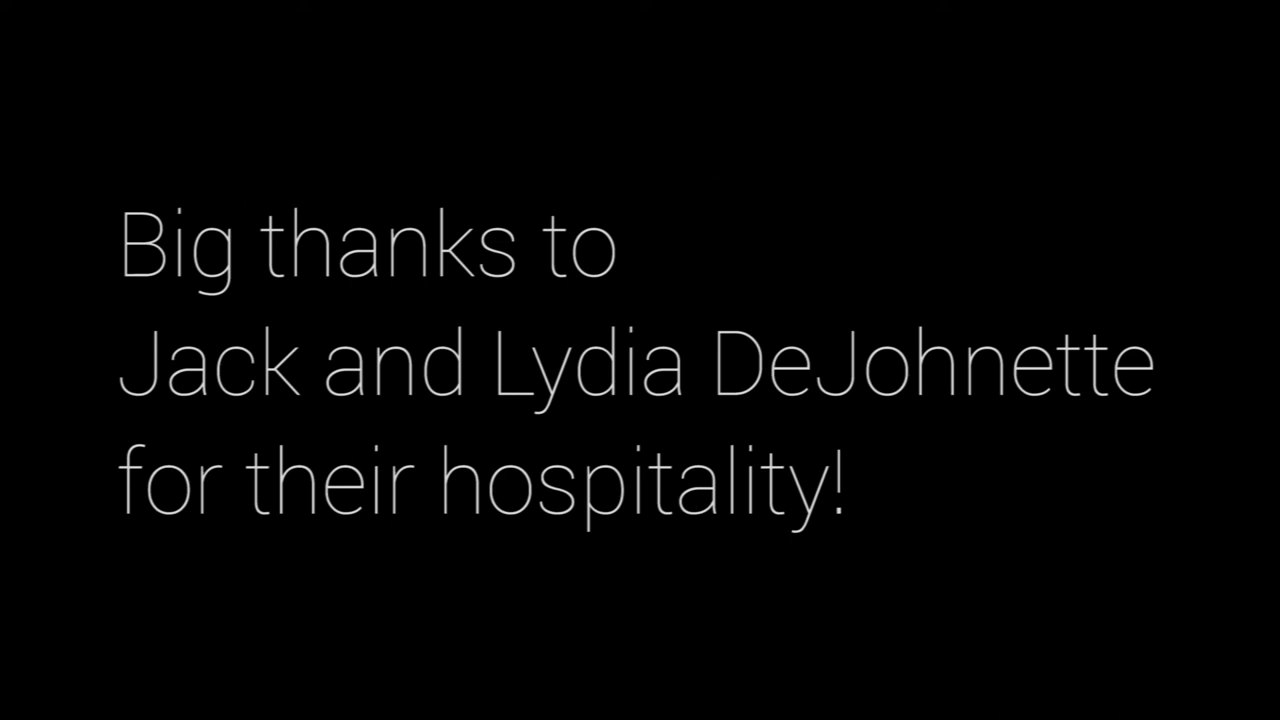 Big thanks to
Jack and Lydia DeJohnette
for their hospitality!